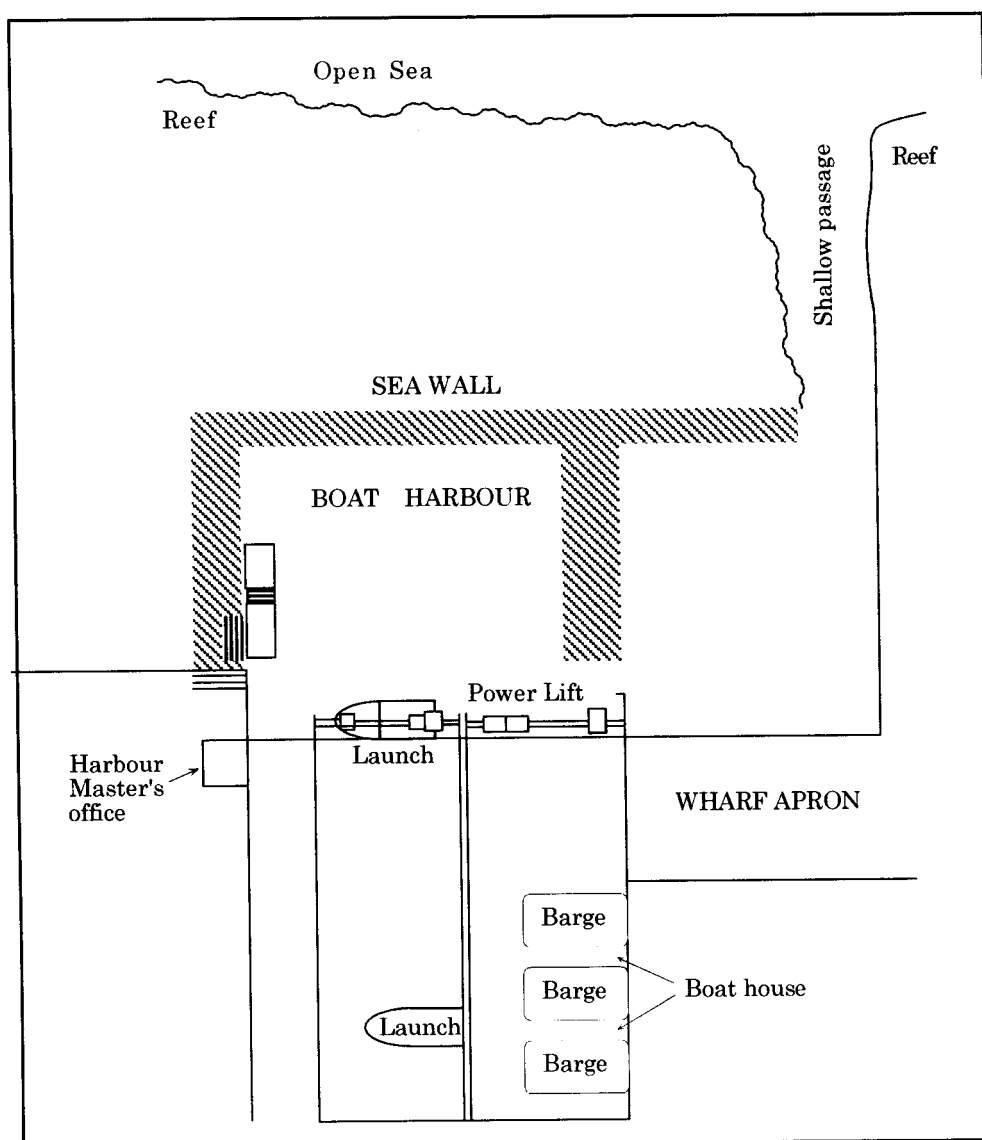 Open Sea
Reef
Reef
Shallow passage
SEA WALL
BOAT HARBOUR
Power Lift
Launch
Harbour
Master's
office
WHARF APRON
Barge
Boat house
Barge
Launch
Barge